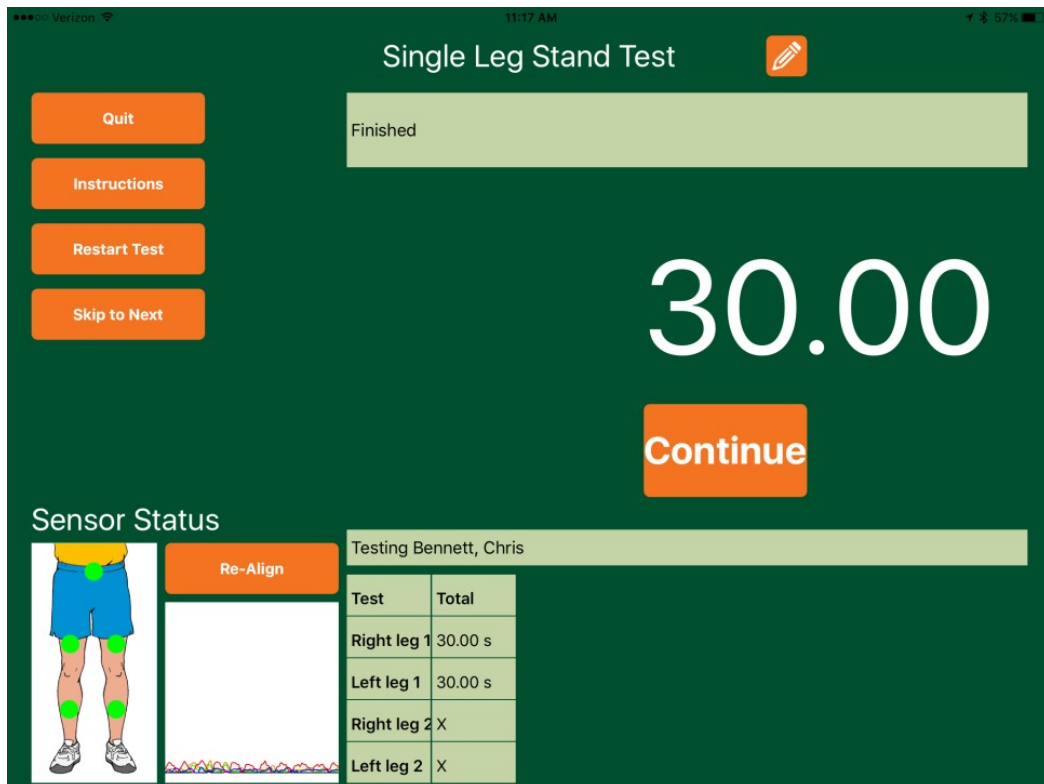 Verizon 11:17 AM 57%
Single Leg Stand Test
Quit
Instructions
Restart Test
Skip to Next
Finished
30.00
Continue
Sensor Status
Re-Align
Testing Bennett, Chris
Test Total
Right leg 1 30.00 s
Left leg 1 30.00 s
Right leg 2 X
Left leg 2 X